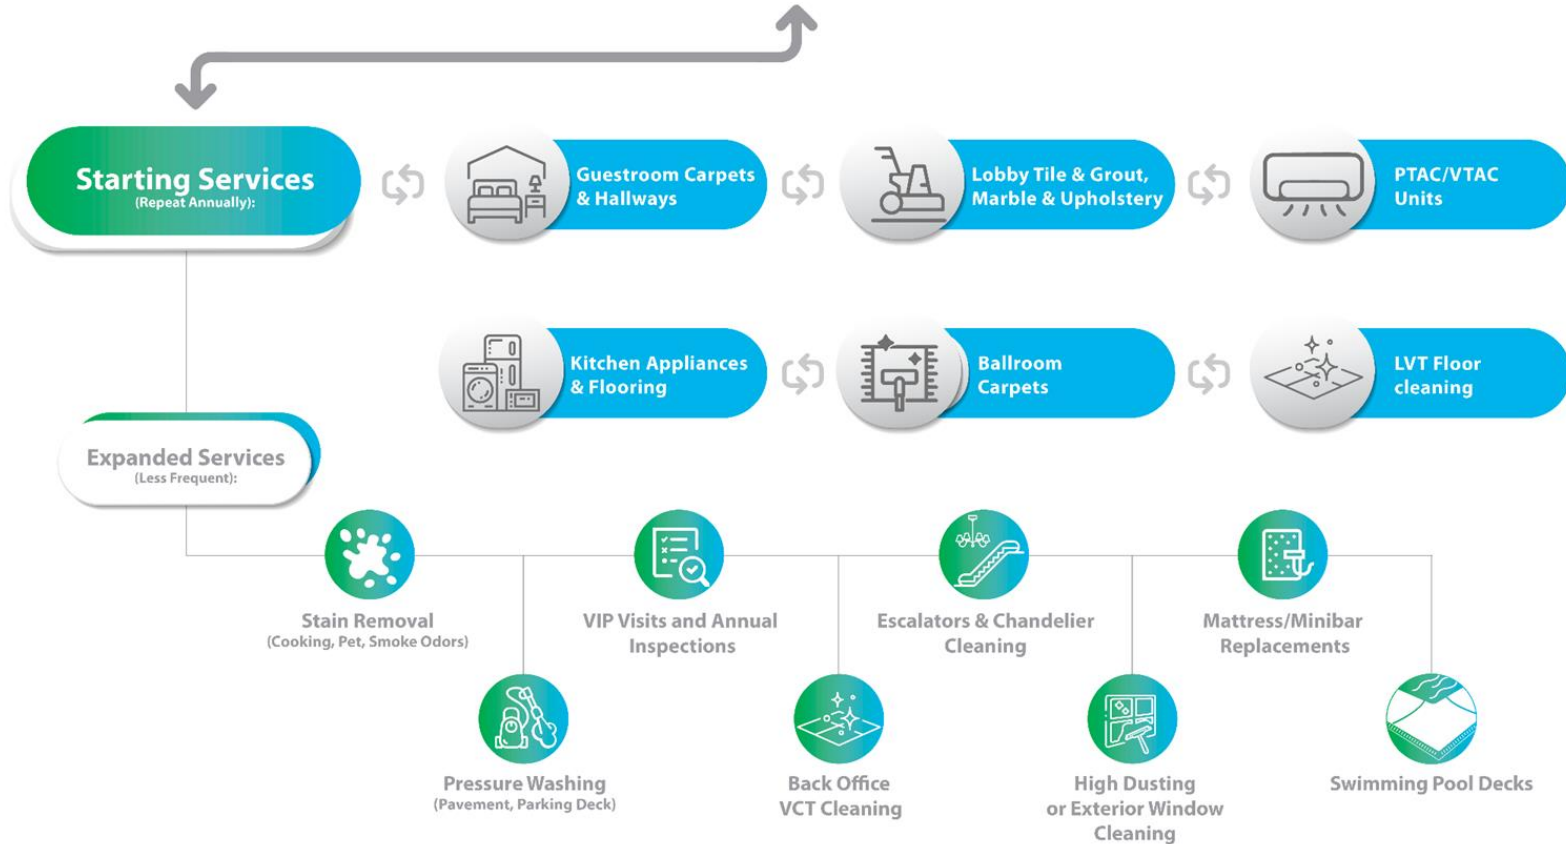 Starting Services
(Repeat Annually):
Guestroom Carpets
& Hallways
Lobby Tile & Grout,
Marble & Upholstery
PTAC/VTAC
Units
Kitchen Appliances
& Flooring
Ballroom
Carpets
LVT Floor
cleaning
Expanded Services
(Less Frequent):
Stain Removal
(Cooking, Pet, Smoke Odors)
VIP Visits and Annual
Inspections
Escalators & Chandelier
Cleaning
Mattress/Minibar
Replacements
Pressure Washing
(Pavement, Parking Deck)
Back Office
VCT Cleaning
High Dusting
or Exterior Window
Cleaning
Swimming Pool Decks